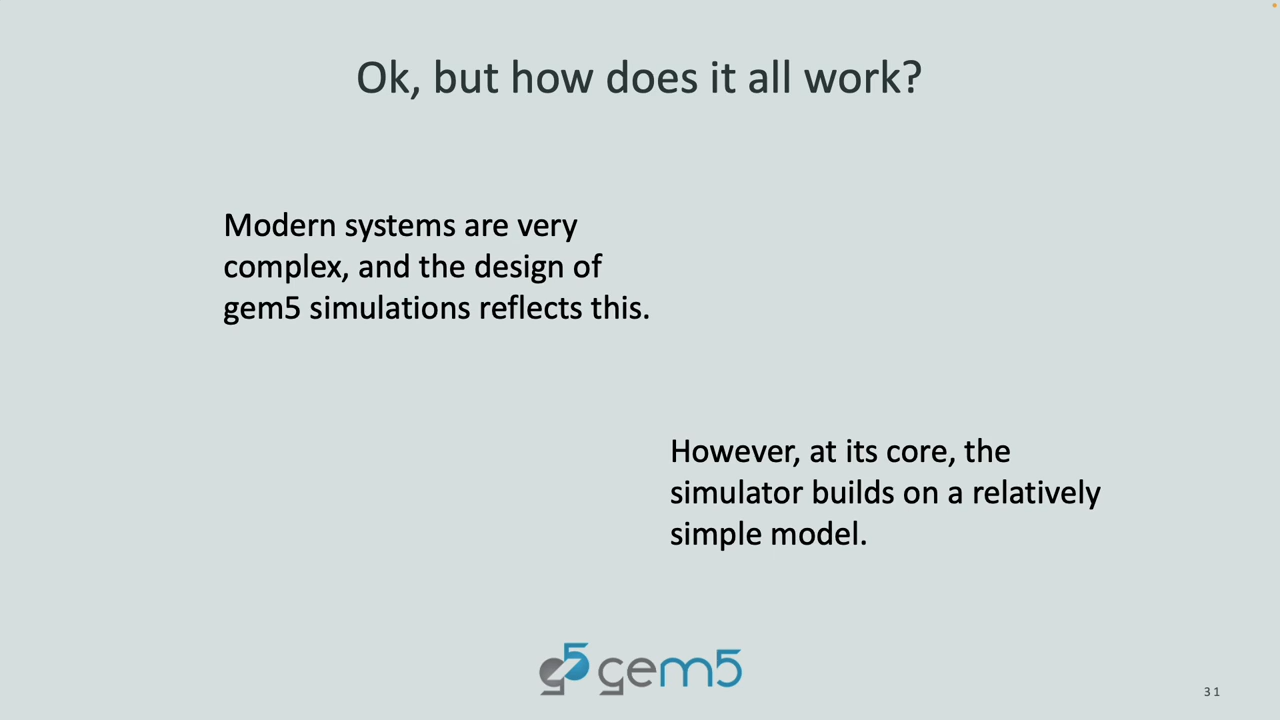 Ok, but how does it all work?
Modern systems are very
complex, and the design of
gem5 simulations reflects this.
However, at its core, the
simulator builds on a relatively
simple model.
g5 gem5
31